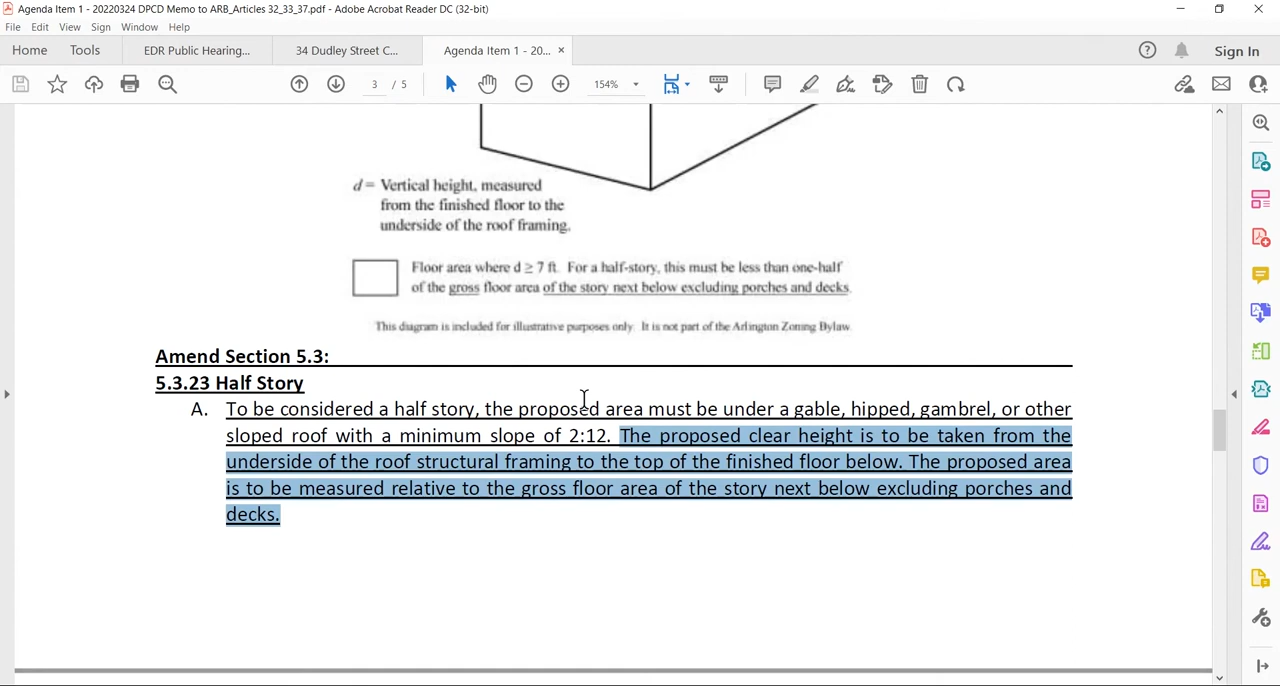 Agenda Item 1 - 20220324 DPCD Memo to ARB_Articles 32_33_37.pdf - Adobe Acrobat Reader DC (32-bit)
File Edit View Sign Window Help
Home Tools EDR Public Hearing... 34 Dudley Street C... Agenda Item 1 - 20... × Sign In
3 / 5 154%
d = Vertical height, measured
from the finished floor to the
underside of the roof framing.
Floor area where d ≥ 7 ft. For a half-story, this must be less than one-half
of the gross floor area of the story next below excluding porches and decks.
This diagram is included for illustrative purposes only. It is not part of the Arlington Zoning Bylaw
Amend Section 5.3:
5.3.23 Half Story
A. To be considered a half story, the proposed area must be under a gable, hipped, gambrel, or other
sloped roof with a minimum slope of 2:12. The proposed clear height is to be taken from the
underside of the roof structural framing to the top of the finished floor below. The proposed area
is to be measured relative to the gross floor area of the story next below excluding porches and
decks.